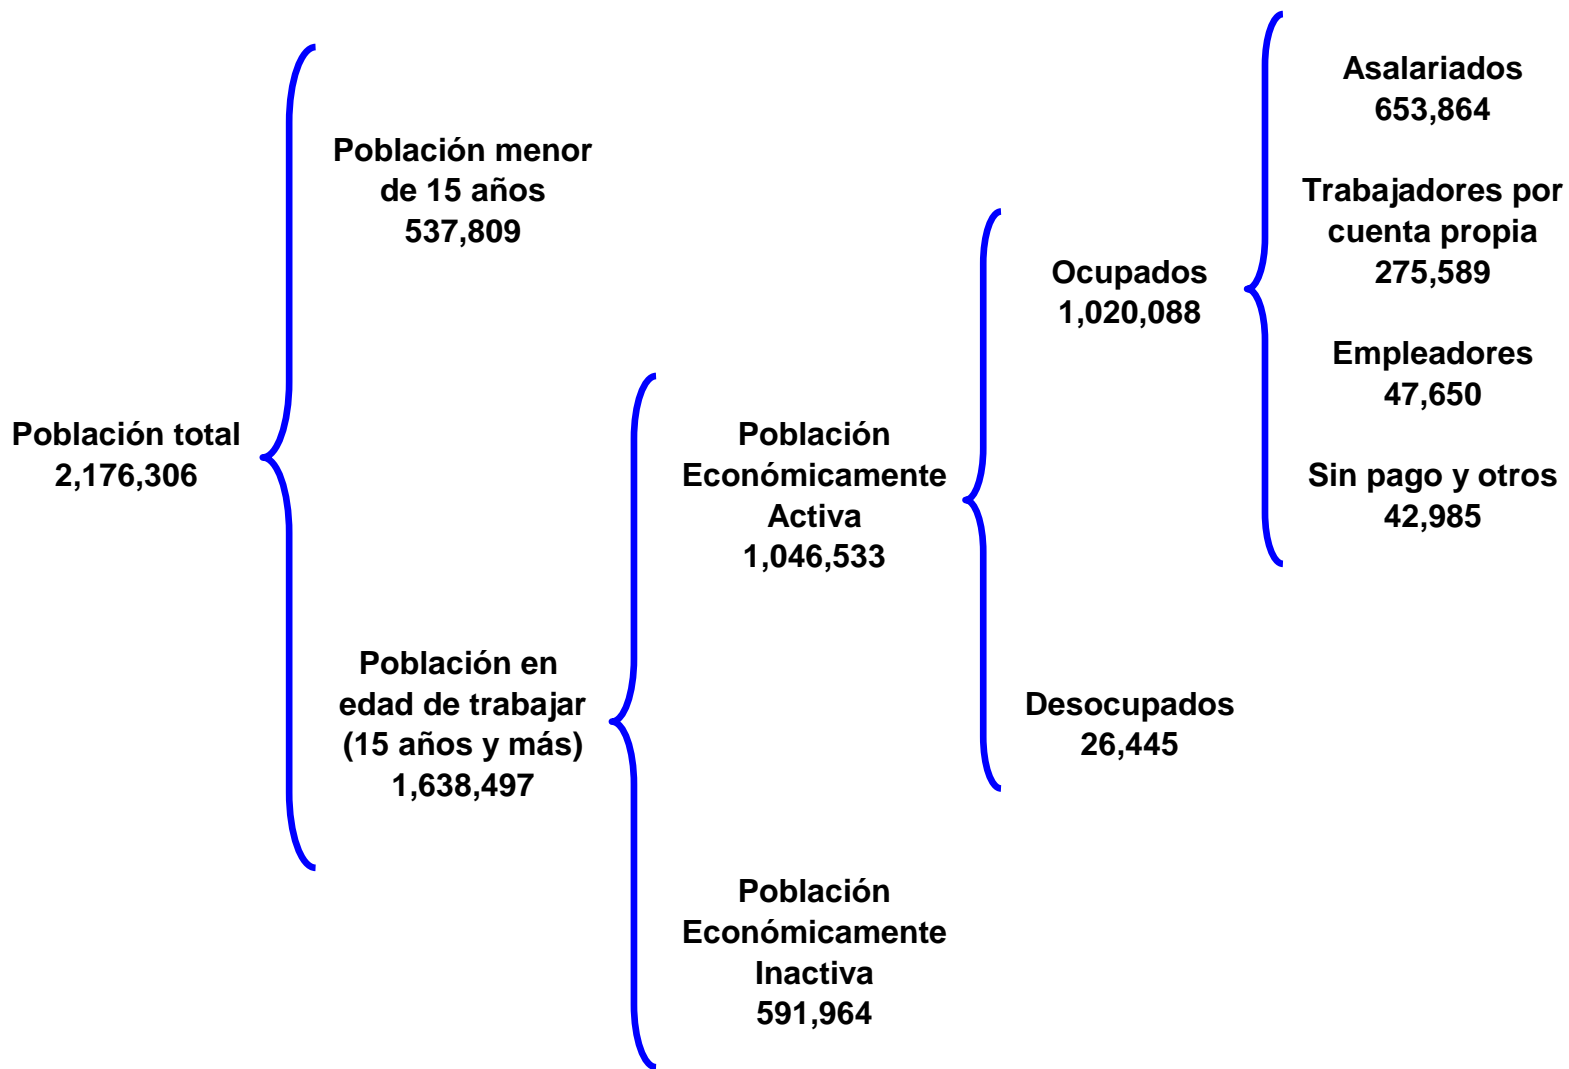 Población total
2,176,306
Población menor
de 15 años
537,809
Población en
edad de trabajar
(15 años y más)
1,638,497
Población
Económicamente
Activa
1,046,533
Población
Económicamente
Inactiva
591,964
Ocupados
1,020,088
Desocupados
26,445
Asalariados
653,864
Trabajadores por
cuenta propia
275,589
Empleadores
47,650
Sin pago y otros
42,985